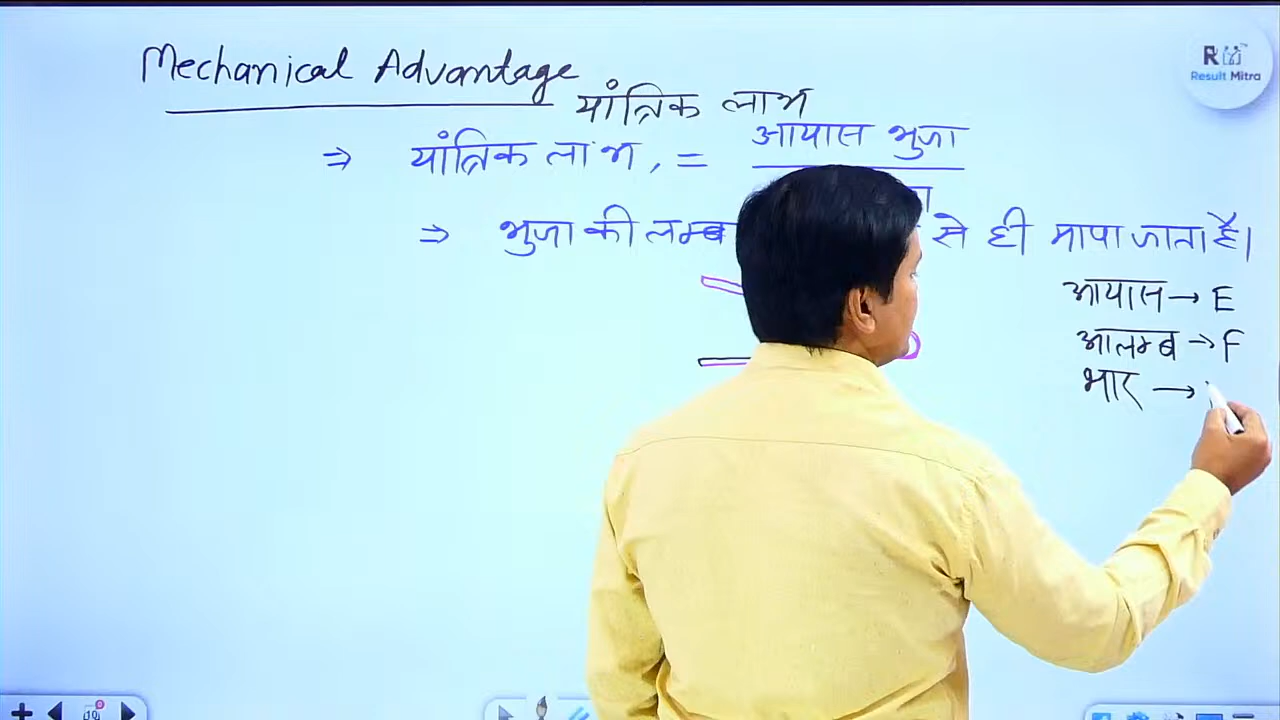 Mechanical Advantage
यांत्रिक लाभ
⇒ यांत्रिक लाभ, = आयास भुजा
⇒ भुजा की लम्ब से ही मापा जाता है।
आयास → E
आलम्ब → F
भार →
R
Result Mitra